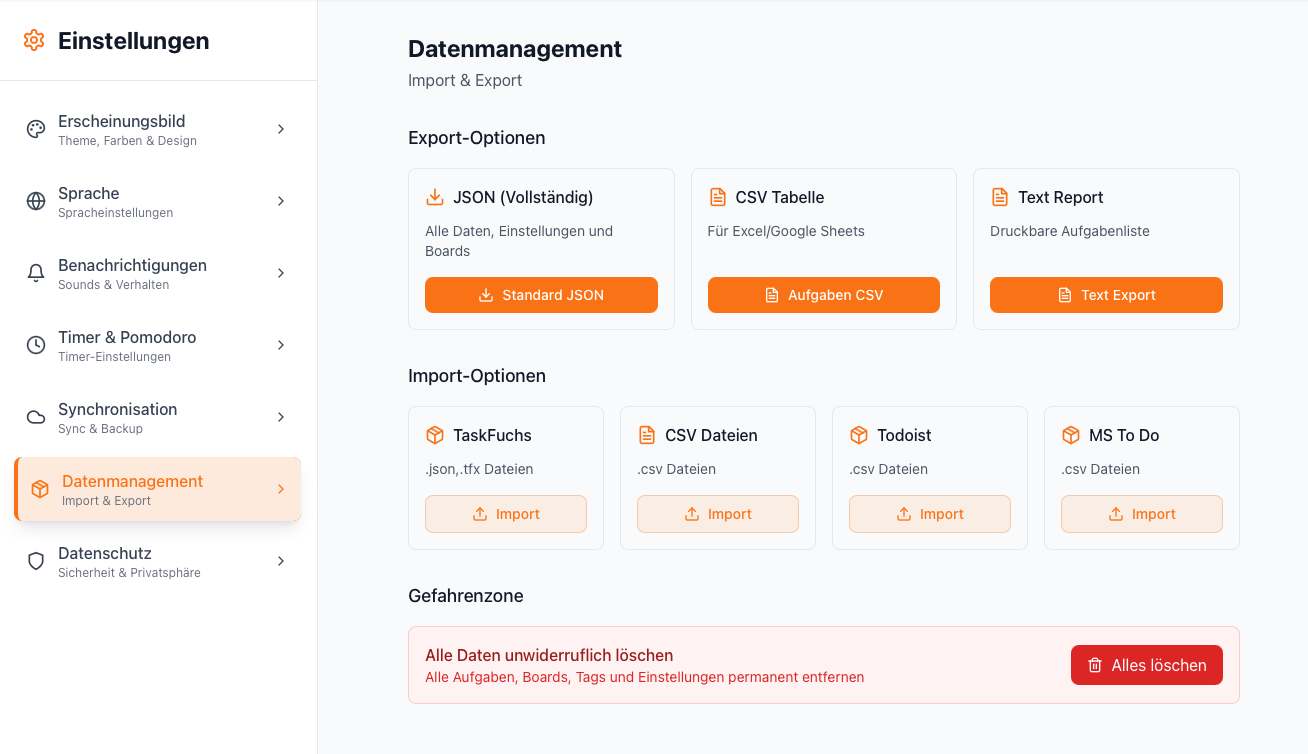 Einstellungen
Erscheinungsbild
Theme, Farben & Design
Sprache
Spracheinstellungen
Benachrichtigungen
Sounds & Verhalten
Timer & Pomodoro
Timer-Einstellungen
Synchronisation
Sync & Backup
Datenmanagement
Import & Export
Datenschutz
Sicherheit & Privatsphäre
Datenmanagement
Import & Export
Export-Optionen
JSON (Vollständig)
Alle Daten, Einstellungen und
Boards
Standard JSON
CSV Tabelle
Für Excel/Google Sheets
Aufgaben CSV
Text Report
Druckbare Aufgabenliste
Text Export
Import-Optionen
TaskFuchs
.json,.tfx Dateien
Import
CSV Dateien
.csv Dateien
Import
Todoist
.csv Dateien
Import
MS To Do
.csv Dateien
Import
Gefahrenzone
Alle Daten unwiderruflich löschen
Alle Aufgaben, Boards, Tags und Einstellungen permanent entfernen
Alles löschen